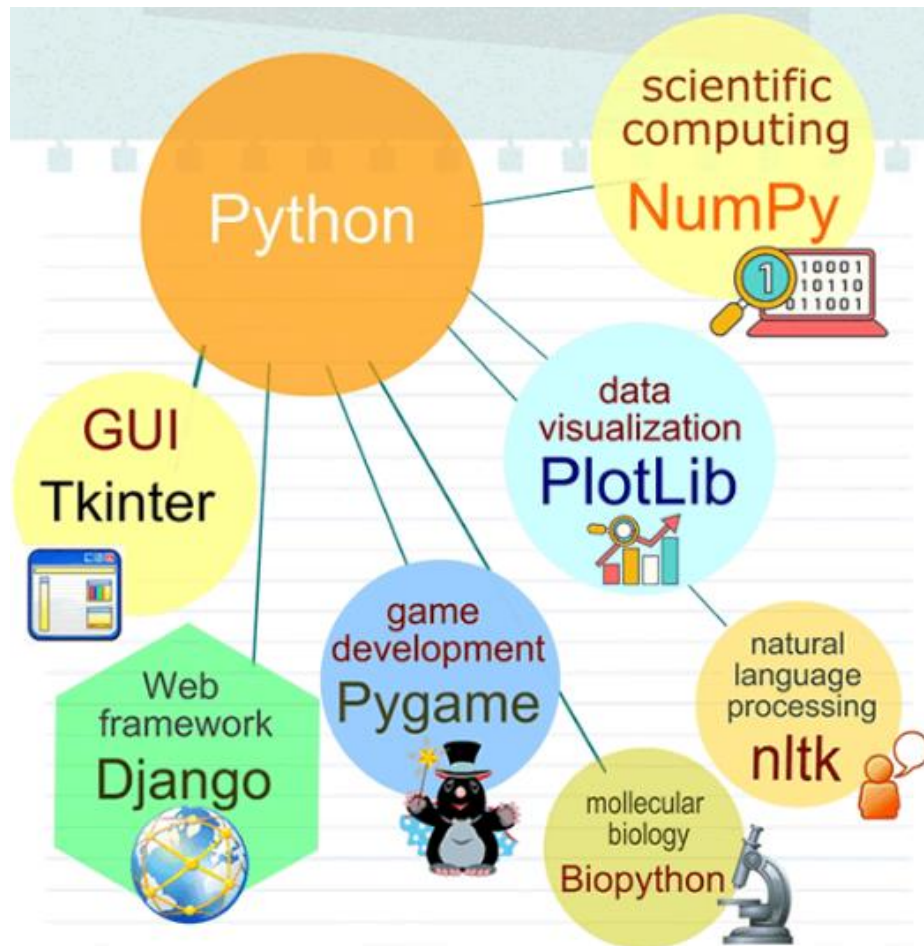 Python
scientific
computing
NumPy
1
10001
10110
011001
data
visualization
PlotLib
GUI
Tkinter
game
development
Pygame
natural
language
processing
nltk
Web
framework
Django
mollecular
biology
Biopython